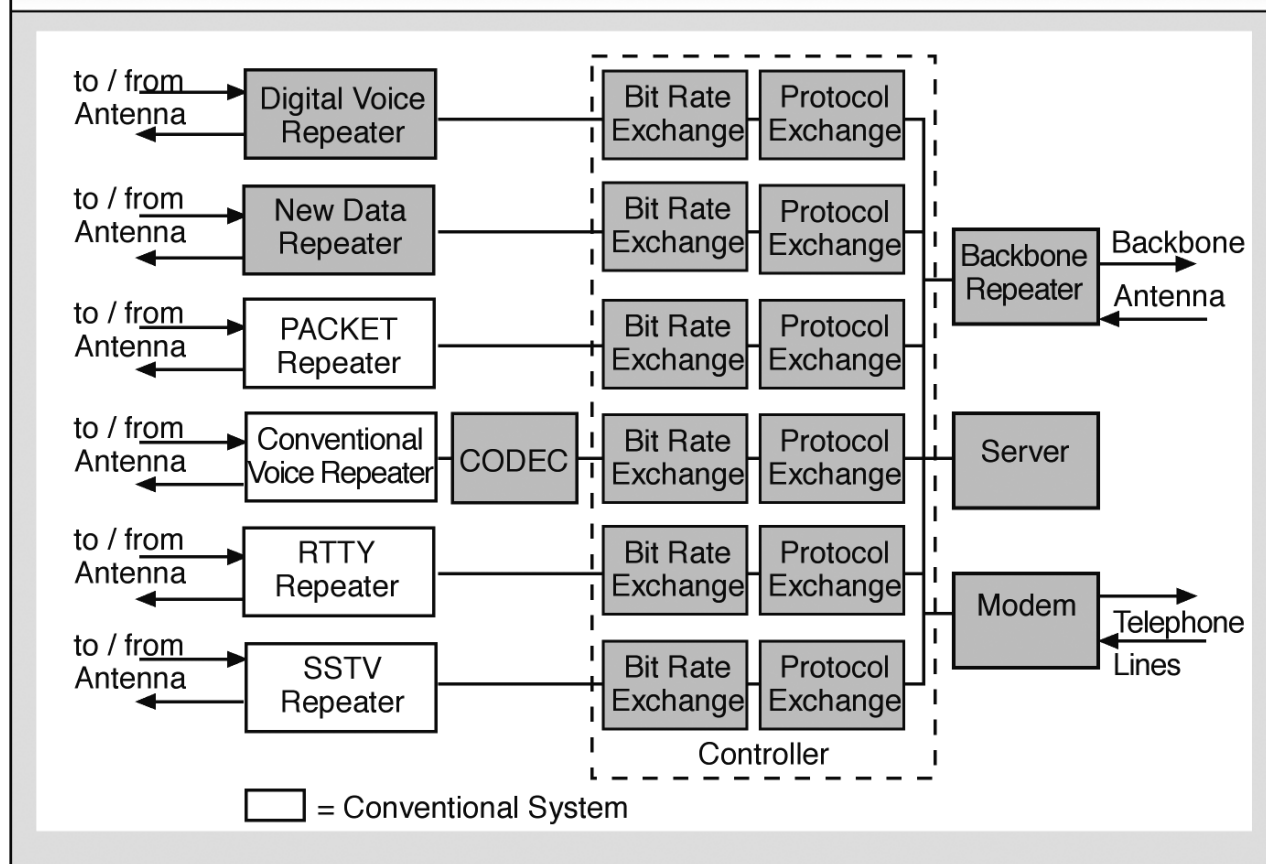 to / from
Antenna
Digital Voice
Repeater
Bit Rate
Exchange
Protocol
Exchange
to / from
Antenna
New Data
Repeater
Bit Rate
Exchange
Protocol
Exchange
Backbone
Repeater
Backbone
Antenna
to / from
Antenna
PACKET
Repeater
Bit Rate
Exchange
Protocol
Exchange
to / from
Antenna
Conventional
Voice Repeater
CODEC
Bit Rate
Exchange
Protocol
Exchange
Server
to / from
Antenna
RTTY
Repeater
Bit Rate
Exchange
Protocol
Exchange
Modem
Telephone
Lines
to / from
Antenna
SSTV
Repeater
Bit Rate
Exchange
Protocol
Exchange
Controller
= Conventional System